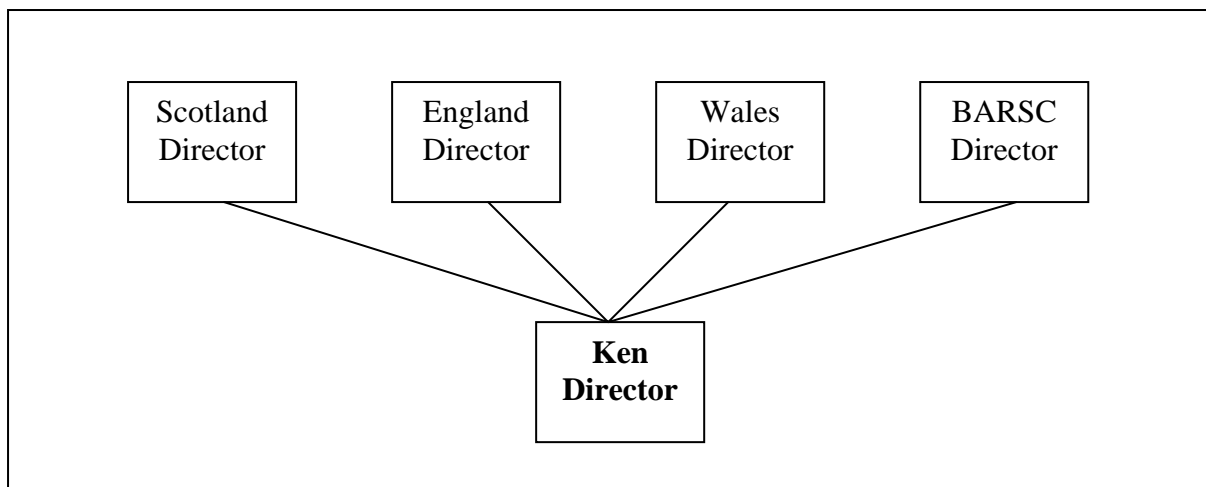 Scotland
Director
England
Director
Wales
Director
BARSC
Director
Ken
Director